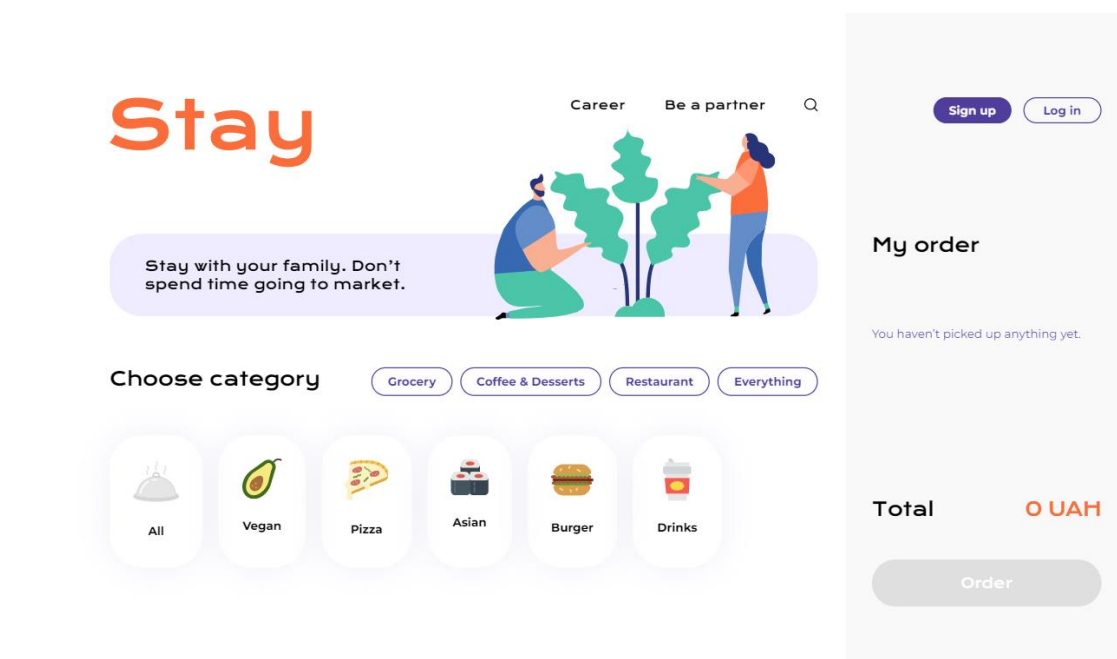 Stay
Career
Be a partner
Sign up
Log in
Stay with your family. Don't
spend time going to market.
My order
You haven't picked up anything yet.
Choose category
Grocery
Coffee & Desserts
Restaurant
Everything
All
Vegan
Pizza
Asian
Burger
Drinks
Total
0 UAH
Order